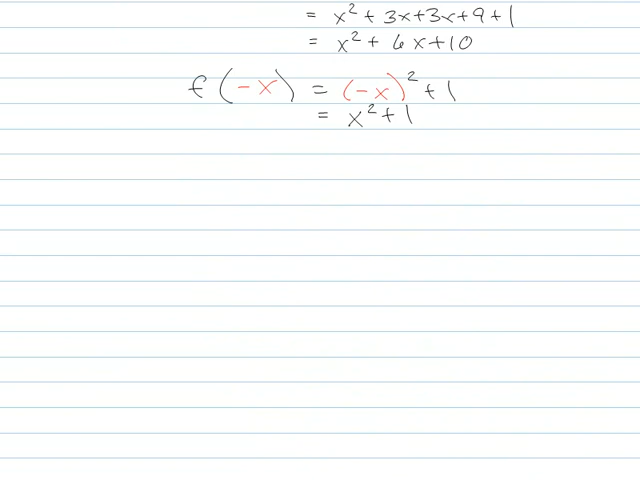 = x² + 3x + 3x + 9 + 1
= x² + 6x + 10
f(-x) = (-x)² + 1
= x² + 1